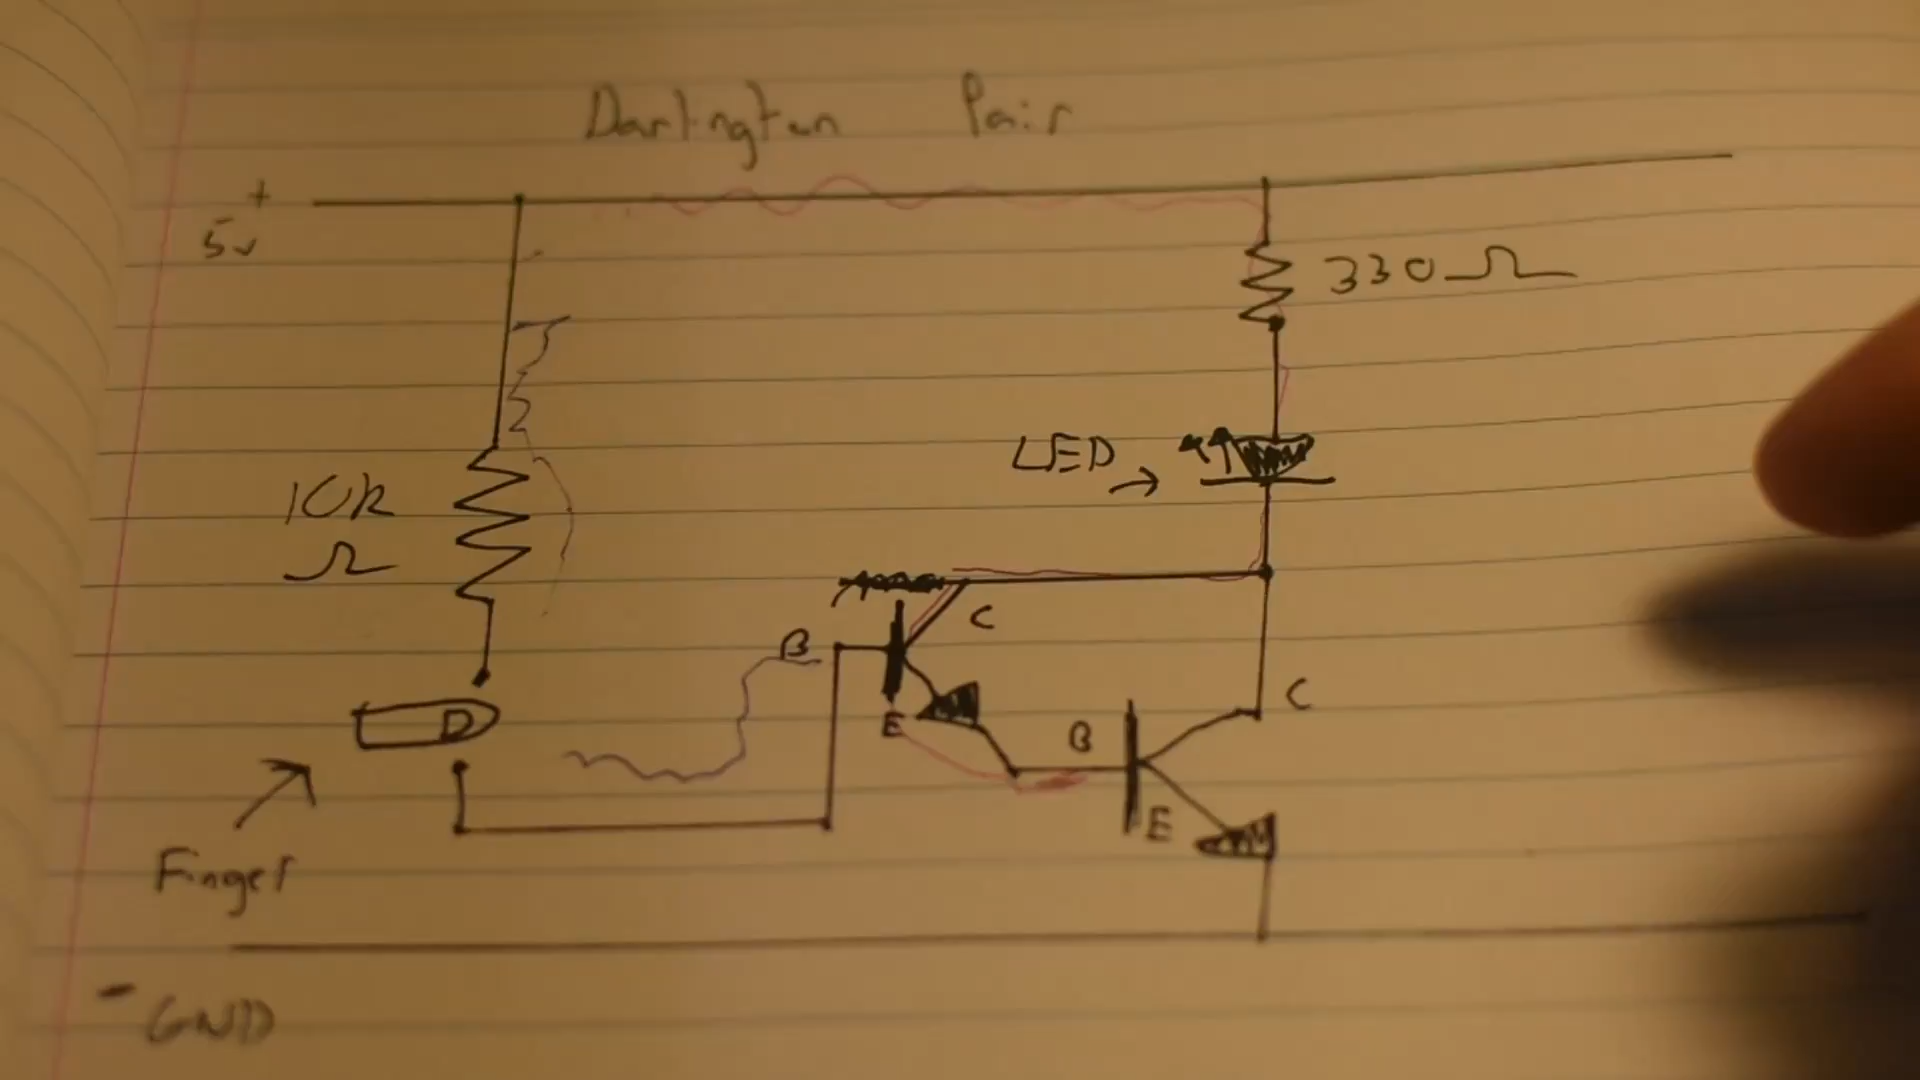 Darlington Pair
+
5v
330Ω
LED
10k
Ω
C
B
E
C
B
E
Finger
- GND